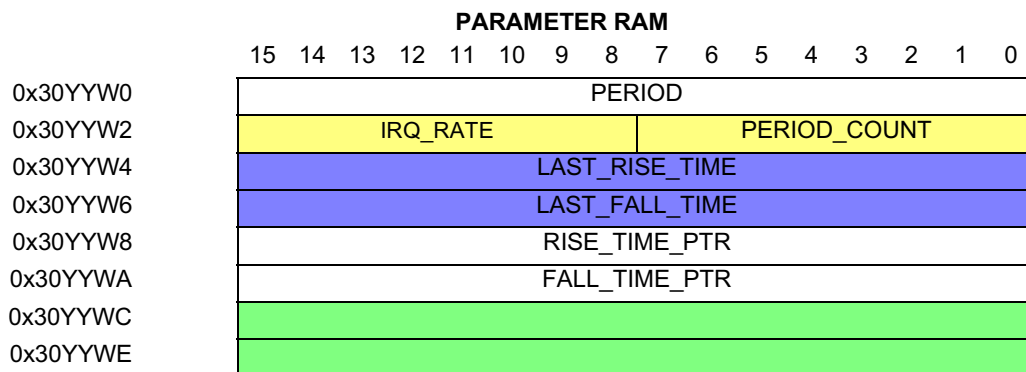 PARAMETER RAM
15 14 13 12 11 10 9 8 7 6 5 4 3 2 1 0
0x30YYW0 PERIOD
0x30YYW2 IRQ_RATE PERIOD_COUNT
0x30YYW4 LAST_RISE_TIME
0x30YYW6 LAST_FALL_TIME
0x30YYW8 RISE_TIME_PTR
0x30YYWA FALL_TIME_PTR
0x30YYWC
0x30YYWE